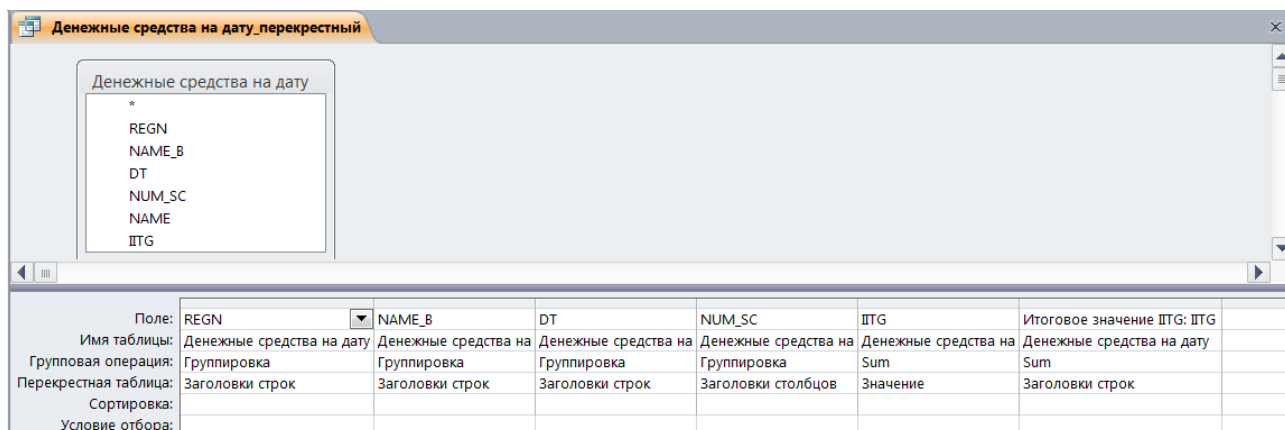 Денежные средства на дату_перекрестный
Денежные средства на дату
*
REGN
NAME_B
DT
NUM_SC
NAME
IITG
Поле: REGN NAME_B DT NUM_SC IITG Итоговое значение IITG: IITG
Имя таблицы: Денежные средства на дату Денежные средства на Денежные средства на Денежные средства на Денежные средства на Денежные средства на дату
Групповая операция: Группировка Группировка Группировка Группировка Sum Sum
Перекрестная таблица: Заголовки строк Заголовки строк Заголовки строк Заголовки столбцов Значение Заголовки строк
Сортировка:
Условие отбора: